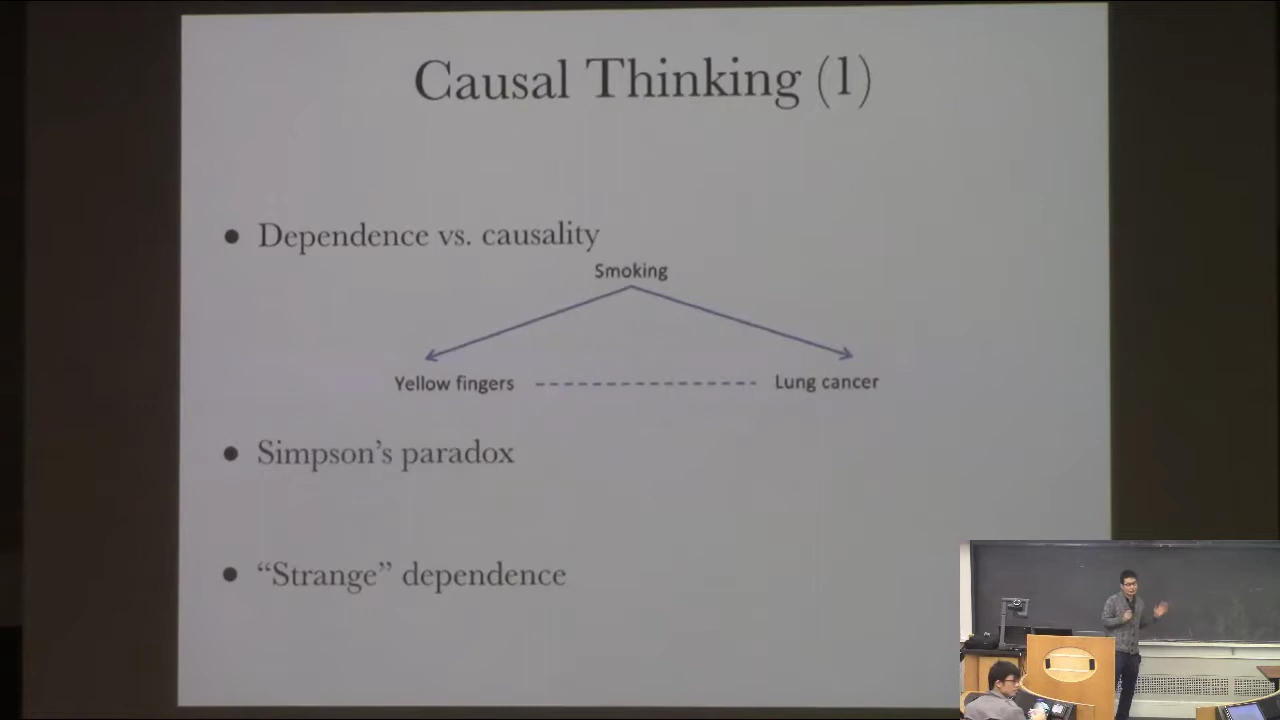 Causal Thinking (1)
• Dependence vs. causality
Smoking
Yellow fingers
Lung cancer
• Simpson's paradox
• “Strange” dependence